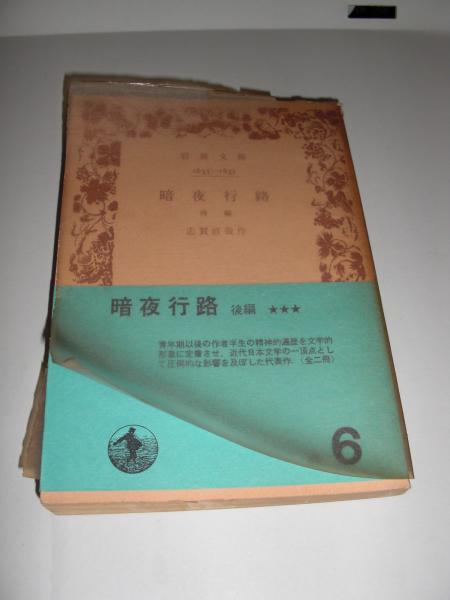 岩波文庫
暗夜行路
後編
志賀直哉作
暗夜行路 後編 ★★★
青年期以後の作者半生の精神的遍歴を文学的
形象に定着させ、近代日本文学の一頂点とし
て圧倒的な影響を及ぼした代表作.(全二冊)
6